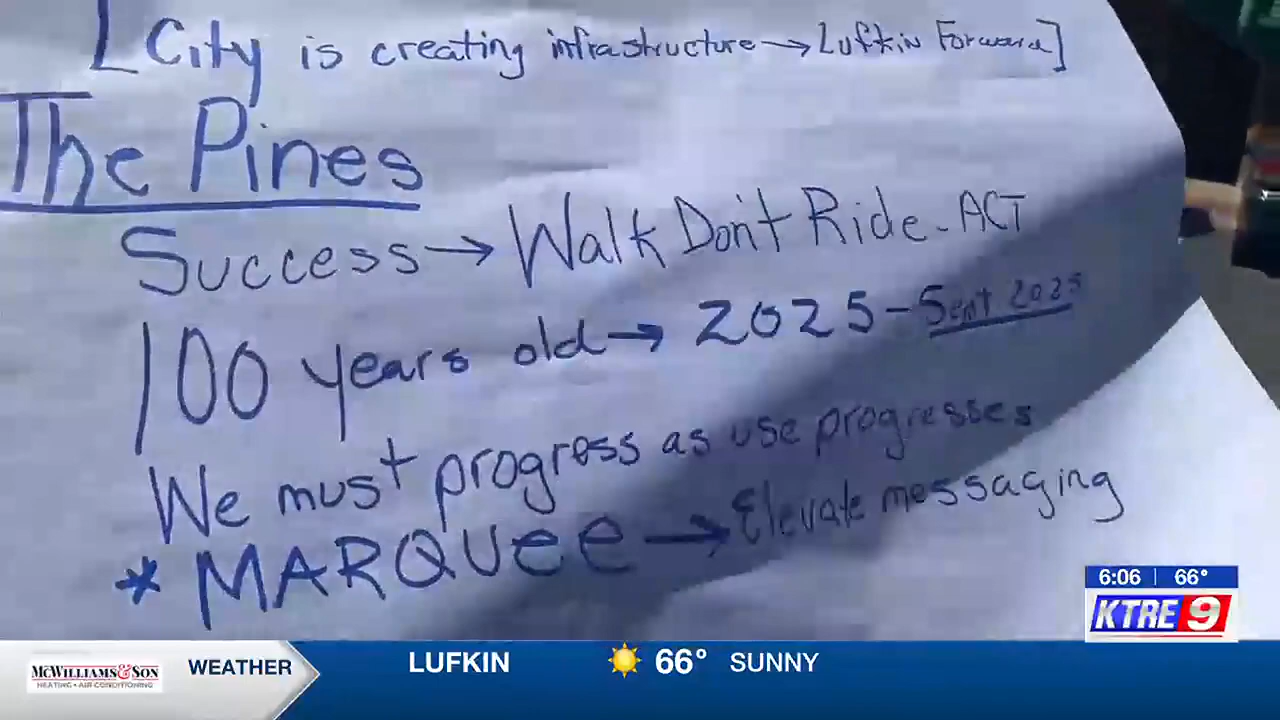 [City is creating infrastructure → Lufkin Forward]
The Pines
Success → Walk Don't Ride - ACT
100 years old → 2025 - Sept 2025
We must progress as use progresses
* MARQUEE → Elevate messaging
6:06 | 66°
KTRE 9
McWILLIAMS & SON
HEATING • AIR CONDITIONING
WEATHER
LUFKIN 66° SUNNY